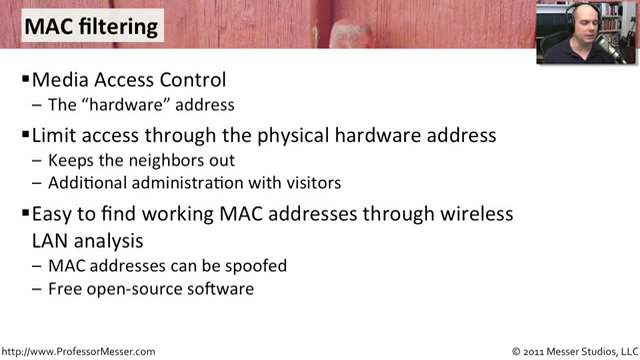 MAC filtering
▪Media Access Control
– The “hardware” address
▪Limit access through the physical hardware address
– Keeps the neighbors out
– Additional administration with visitors
▪Easy to find working MAC addresses through wireless
LAN analysis
– MAC addresses can be spoofed
– Free open-source software
http://www.ProfessorMesser.com
© 2011 Messer Studios, LLC